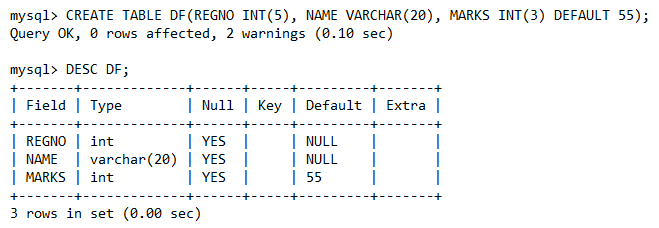 mysql> CREATE TABLE DF(REGNO INT(5), NAME VARCHAR(20), MARKS INT(3) DEFAULT 55);
Query OK, 0 rows affected, 2 warnings (0.10 sec)
mysql> DESC DF;
+-------+-------------+------+-----+---------+-------+
| Field | Type        | Null | Key | Default | Extra |
+-------+-------------+------+-----+---------+-------+
| REGNO | int         | YES  |     | NULL    |       |
| NAME  | varchar(20) | YES  |     | NULL    |       |
| MARKS | int         | YES  |     | 55      |       |
+-------+-------------+------+-----+---------+-------+
3 rows in set (0.00 sec)